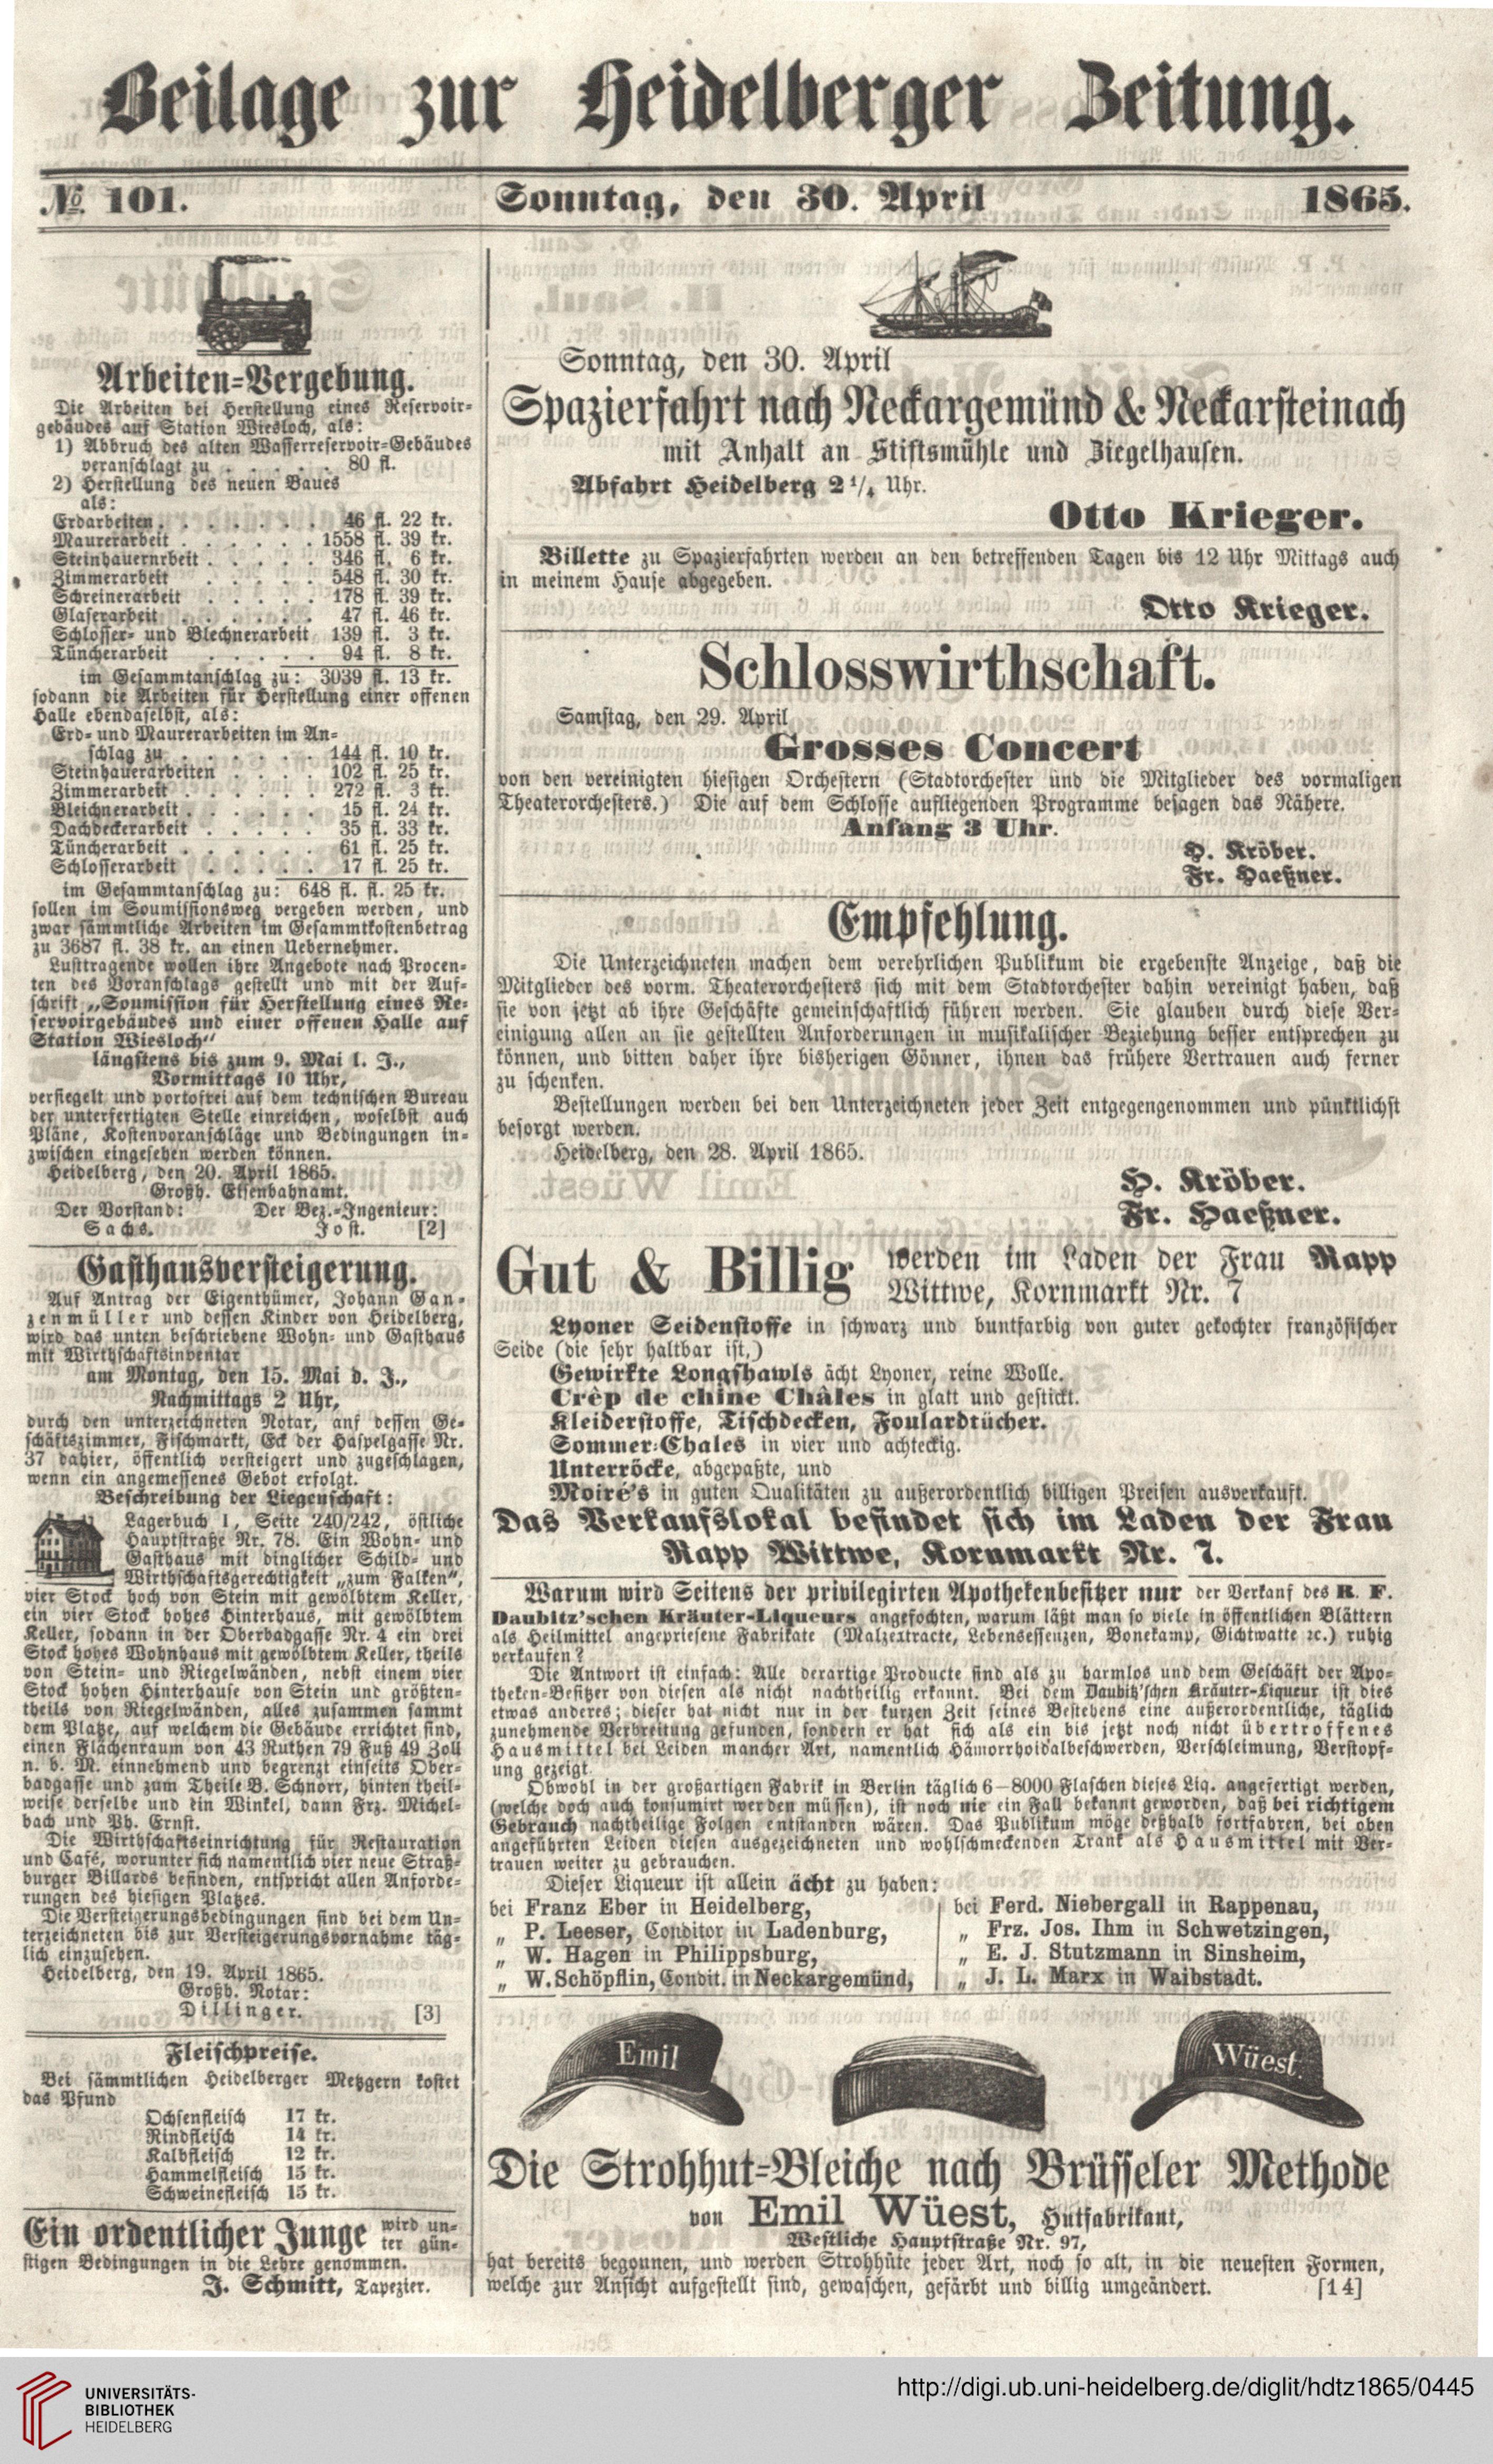 Beilage zur Heidelberger Zeitung.
№ 101.
Sonntag, den 30. April
1865.
Arbeiten-Vergebung.
Die Arbeiten bei Herstellung eines Reservoir-
gebäudes auf Station Wiesloch, als:
1) Abbruch des alten Wasserreservoir-Gebäudes
veranschlagt zu . . . . . 80 fl.
2) Herstellung des neuen Baues
als:
Erdarbeiten . . . . . . . 46 fl. 22 kr.
Maurerarbeit . . . . . . 1558 fl. 39 kr.
Steinhauernrbeit . . . . . 346 fl. 6 kr.
Zimmerarbeit . . . . . 548 fl. 30 kr.
Schreinerarbeit . . . . . 178 fl. 39 kr.
Glaserarbeit . . . . . . 47 fl. 46 kr.
Schlosser- und Blechnerarbeit 139 fl. 3 kr.
Tüncherarbeit . . . . . 94 fl. 8 kr.
im Gesammtanschlag zu: 3039 fl. 13 kr.
sodann die Arbeiten für Herstellung einer offenen
Halle ebendaselbst, als:
Erd- und Maurerarbeiten im An-
schlag zu . . . . . . . 144 fl. 10 kr.
Steinhauerarbeiten . . . . 102 fl. 25 kr.
Zimmerarbeit . . . . . . 272 fl. 3 kr.
Bleichnerarbeit . . . . . . 15 fl. 24 kr.
Dachdeckerarbeit . . . . . 35 fl. 33 kr.
Tüncherarbeit . . . . . . 61 fl. 25 kr.
Schlosserarbeit . . . . . 17 fl. 25 kr.
im Gesammtanschlag zu: 648 fl. fl. 25 kr.
sollen im Soumissionsweg vergeben werden, und
zwar sämmtliche Arbeiten im Gesammtkostenbetrag
zu 3687 fl. 38 kr. an einen Uebernehmer.
Lusttragende wollen ihre Angebote nach Procen-
ten des Voranschlags gestellt und mit der Auf-
schrift „Soumission für Herstellung eines Re-
servoirgebäudes und einer offenen Halle auf
Station Wiesloch"
längstens bis zum 9. Mai l. J.,
Vormittags 10 Uhr,
versiegelt und portofrei auf dem technischen Bureau
der unterfertigten Stelle einreichen, woselbst auch
Pläne, Kostenvoranschläge und Bedingungen in-
zwischen eingesehen werden können.
Heidelberg, den 20. April 1865.
Großh. Eisenbahnamt.
Der Vorstand: Der Bez.-Ingenieur:
Sachs. Jost. [2]
Gasthausversteigerung.
Auf Antrag der Eigenthümer, Johann Gan-
zenmüller und dessen Kinder von Heidelberg,
wird das unten beschriebene Wohn- und Gasthaus
mit Wirthschaftsinventar
am Montag, den 15. Mai d. J.,
Nachmittags 2 Uhr,
durch den unterzeichneten Notar, auf dessen Ge-
schäftszimmer, Fischmarkt, Eck der Haspelgasse Nr.
37 dahier, öffentlich versteigert und zugeschlagen,
wenn ein angemessenes Gebot erfolgt.
Beschreibung der Liegenschaft:
Lagerbuch I, Seite 240/242, östliche
Hauptstraße Nr. 78. Ein Wohn- und
Gasthaus mit dinglicher Schild- und
Wirthschaftsgerechtigkeit „zum Falken",
vier Stock hoch von Stein mit gewölbtem Keller,
ein vier Stock hohes Hinterhaus, mit gewölbtem
Keller, sodann in der Oberbadgasse Nr. 4 ein drei
Stock hohes Wohnhaus mit gewölbtem Keller, theils
von Stein- und Riegelwänden, nebst einem vier
Stock hohen Hinterhause von Stein und größten-
theils von Riegelwänden, alles zusammen sammt
dem Platze, auf welchem die Gebäude errichtet sind,
einen Flächenraum von 43 Ruthen 79 Fuß 49 Zoll
n. b. M. einnehmend und begrenzt einseits Ober-
badgasse und zum Theile B. Schnorr, hinten theil-
weise derselbe und ein Winkel, dann Frz. Michel-
bach und Ph. Ernst.
Die Wirthschaftseinrichtung für Restauration
und Café, worunter sich namentlich vier neue Straß-
burger Billards befinden, entspricht allen Anforde-
rungen des hiesigen Platzes.
Die Versteigerungsbedingungen sind bei dem Un-
terzeichneten bis zur Versteigerungsvornahme täg-
lich einzusehen.
Heidelberg, den 19. April 1865.
Großh. Notar:
Dillinger. [3]
Fleischpreise.
Bei sämmtlichen Heidelberger Metzgern kostet
das Pfund
Ochsenfleisch 17 kr.
Rindfleisch 14 kr.
Kalbfleisch 12 kr.
Hammelfleisch 15 kr.
Schweinefleisch 15 kr.
Ein ordentlicher Junge wird un-
ter gün-
stigen Bedingungen in die Lehre genommen.
J. Schmitt, Tapezier.
Sonntag, den 30. April
Spazierfahrt nach Neckargemünd & Neckarsteinach
mit Anhalt an Stiftsmühle und Ziegelhausen.
Abfahrt Heidelberg 2 1/4 Uhr.
Otto Krieger.
Billette zu Spazierfahrten werden an den betreffenden Tagen bis 12 Uhr Mittags auch
in meinem Hause abgegeben.
Otto Krieger.
Schlosswirthschaft.
Samstag, den 29. April
Grosses Concert
von den vereinigten hiesigen Orchestern (Stadtorchester und die Mitglieder des vormaligen
Theaterorchesters.) Die auf dem Schlosse aufliegenden Programme besagen das Nähere.
Anfang 3 Uhr.
H. Kröber.
Fr. Haeßner.
Empfehlung.
Die Unterzeichneten machen dem verehrlichen Publikum die ergebenste Anzeige, daß die
Mitglieder des vorm. Theaterorchesters sich mit dem Stadtorchester dahin vereinigt haben, daß
sie von jetzt ab ihre Geschäfte gemeinschaftlich führen werden. Sie glauben durch diese Ver-
einigung allen an sie gestellten Anforderungen in musikalischer Beziehung besser entsprechen zu
können, und bitten daher ihre bisherigen Gönner, ihnen das frühere Vertrauen auch ferner
zu schenken.
Bestellungen werden bei den Unterzeichneten jeder Zeit entgegengenommen und pünktlichst
besorgt werden.
Heidelberg, den 28. April 1865.
H. Kröber.
Fr. Haeßner.
Gut & Billig werden im Laden der Frau Rapp
Wittwe, Kornmarkt Nr. 7
Lyoner Seidenstoffe in schwarz und buntfarbig von guter gekochter französischer
Seide (die sehr haltbar ist,)
Gewirkte Longshawls ächt Lyoner, reine Wolle.
Crêp de chine Châles in glatt und gestickt.
Kleiderstoffe, Tischdecken, Foulardtücher.
Sommer-Chales in vier und achteckig.
Unterröcke, abgepaßte, und
Moiré's in guten Qualitäten zu außerordentlich billigen Preisen ausverkauft.
Das Verkaufslokal befindet sich im Laden der Frau
Rapp Wittwe, Kornmarkt Nr. 7.
Warum wird Seitens der privilegirten Apothekenbesitzer nur der Verkauf des R. F.
Daubitz'schen Kräuter-Liqueurs angefochten, warum läßt man so viele in öffentlichen Blättern
als Heilmittel angepriesene Fabrikate (Malzextracte, Lebensessenzen, Bonekamp, Gichtwatte ꝛc.) ruhig
verkaufen?
Die Antwort ist einfach: Alle derartige Producte sind als zu harmlos und dem Geschäft der Apo-
theken-Besitzer von diesen als nicht nachtheilig erkannt. Bei dem Daubitz'schen Kräuter-Liqueur ist dies
etwas anderes; dieser hat nicht nur in der kurzen Zeit seines Bestehens eine außerordentliche, täglich
zunehmende Verbreitung gefunden, sondern er hat sich als ein bis jetzt noch nicht übertroffenes
Hausmittel bei Leiden mancher Art, namentlich Hämorrhoidalbeschwerden, Verschleimung, Verstopf-
ung gezeigt.
Obwohl in der großartigen Fabrik in Berlin täglich 6—8000 Flaschen dieses Liq. angefertigt werden,
(welche doch auch konsumirt werden müssen), ist noch nie ein Fall bekannt geworden, daß bei richtigem
Gebrauch nachtheilige Folgen entstanden wären. Das Publikum möge deßhalb fortfahren, bei oben
angeführten Leiden diesen ausgezeichneten und wohlschmeckenden Trank als Hausmittel mit Ver-
trauen weiter zu gebrauchen.
Dieser Liqueur ist allein ächt zu haben:
bei Franz Eber in Heidelberg,
„ P. Leeser, Conditor in Ladenburg,
„ W. Hagen in Philippsburg,
„ W. Schöpflin, Condit. in Neckargemünd,
bei Ferd. Niebergall in Rappenau,
„ Frz. Jos. Ihm in Schwetzingen,
„ E. J. Stutzmann in Sinsheim,
„ J. L. Marx in Waibstadt.
Emil
Wüest.
Die Strohhut-Bleiche nach Brüsseler Methode
von Emil Wüest, Hutfabrikant,
Westliche Hauptstraße Nr. 97,
hat bereits begonnen, und werden Strohhüte jeder Art, noch so alt, in die neuesten Formen,
welche zur Ansicht aufgestellt sind, gewaschen, gefärbt und billig umgeändert. [14]
UNIVERSITÄTS-
BIBLIOTHEK
HEIDELBERG
http://digi.ub.uni-heidelberg.de/diglit/hdtz1865/0445